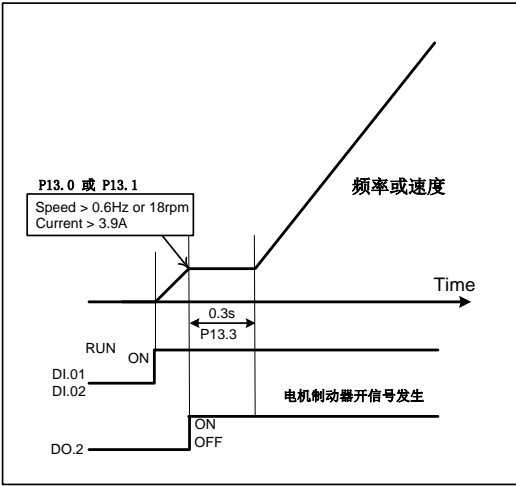 P13.0 或 P13.1
Speed > 0.6Hz or 18rpm
Current > 3.9A
频率或速度
Time
0.3s
P13.3
RUN
ON
DI.01
DI.02
电机制动器开信号发生
ON
OFF
DO.2